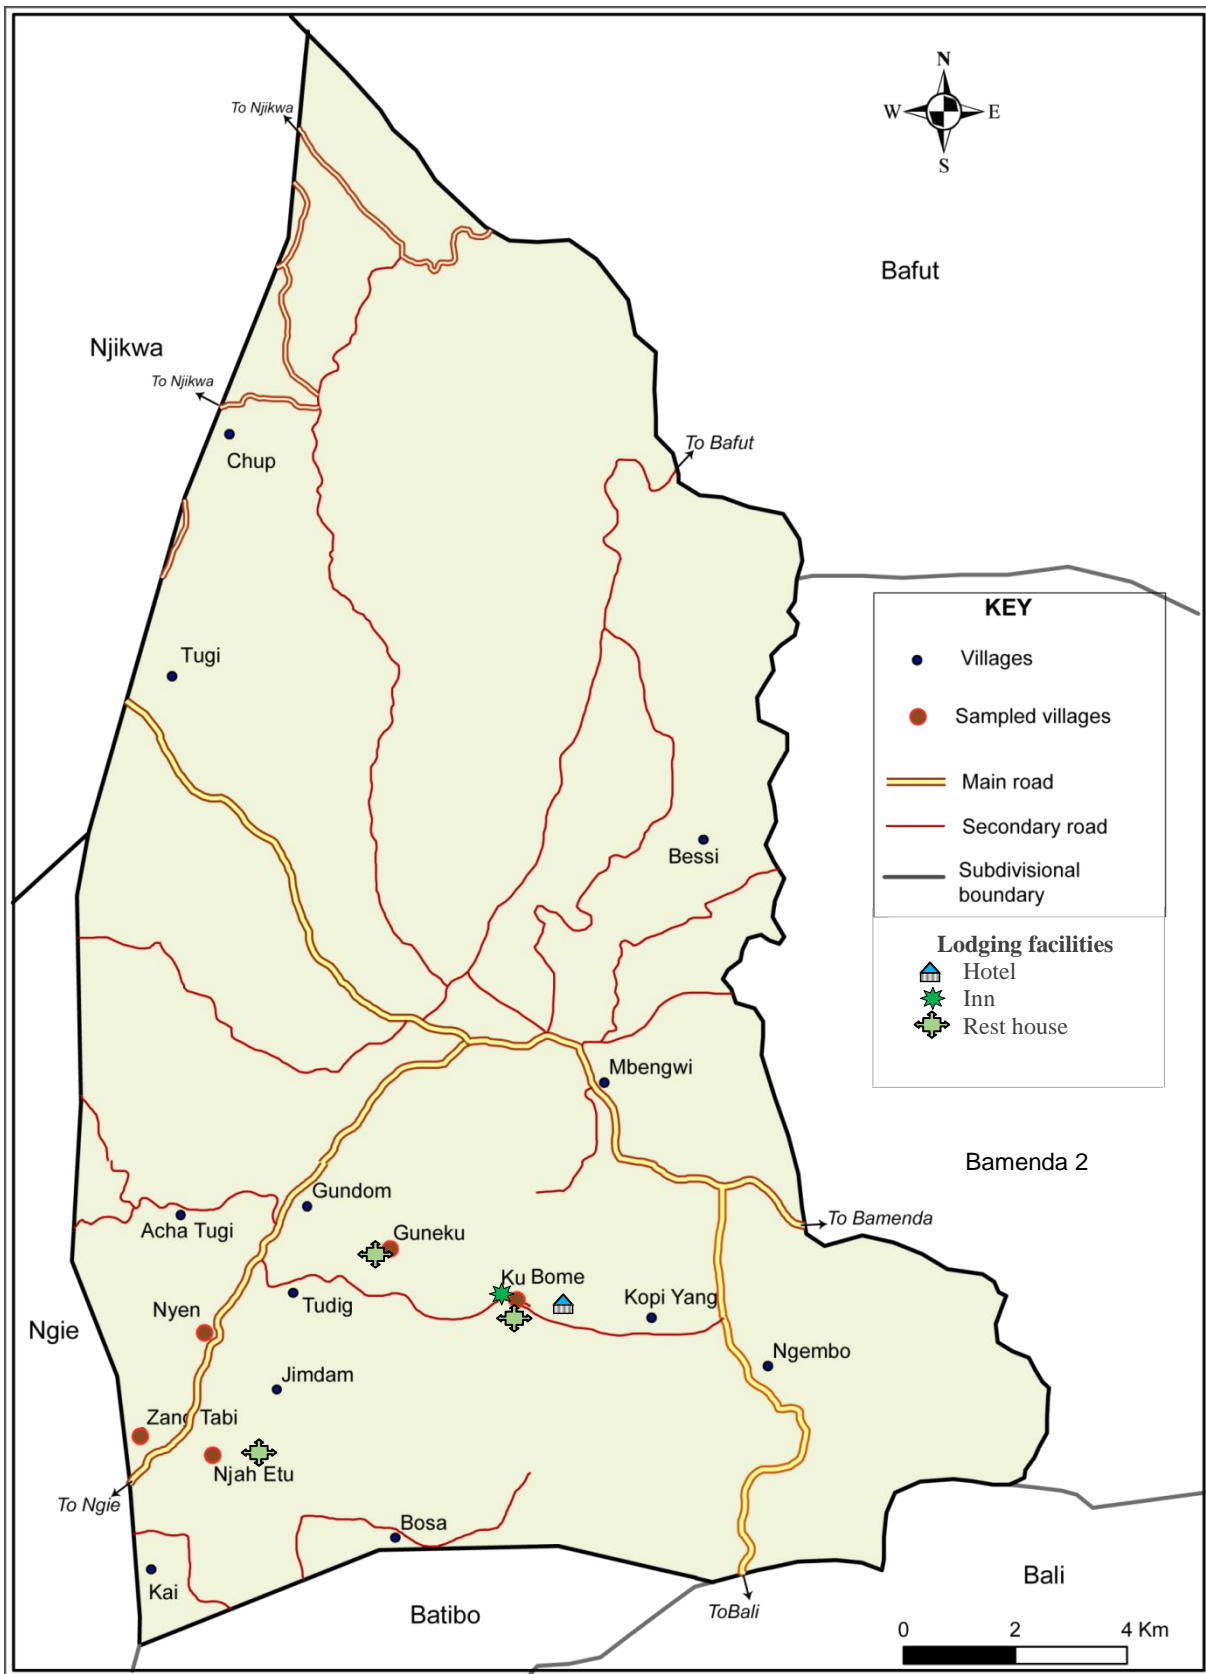 N
W E
S
To Njikwa
Bafut
Njikwa
To Njikwa
To Bafut
Chup
KEY
Villages
Sampled villages
Main road
Secondary road
Subdivisional
boundary
Lodging facilities
Hotel
Inn
Rest house
Tugi
Bessi
Mbengwi
Bamenda 2
Gundom
Acha Tugi
Guneku
To Bamenda
Ku Bome
Kopi Yang
Tudig
Nyen
Ngie
Ngembo
Jimdam
Zang Tabi
Njah Etu
To Ngie
Bosa
Kai
Batibo
ToBali
Bali
0 2 4 Km